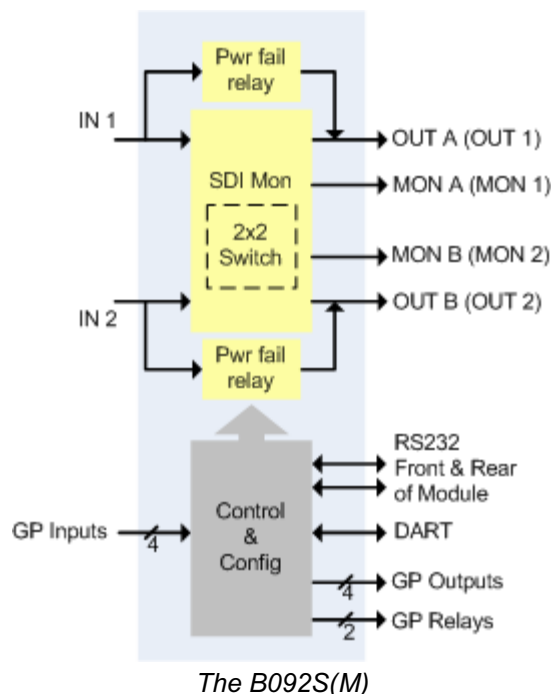 Pwr fail
relay
IN 1
OUT A (OUT 1)
SDI Mon
MON A (MON 1)
2x2
Switch
MON B (MON 2)
IN 2
OUT B (OUT 2)
Pwr fail
relay
RS232
Front & Rear
of Module
Control
&
Config
GP Inputs
4
DART
4
GP Outputs
2
GP Relays
The B092S(M)